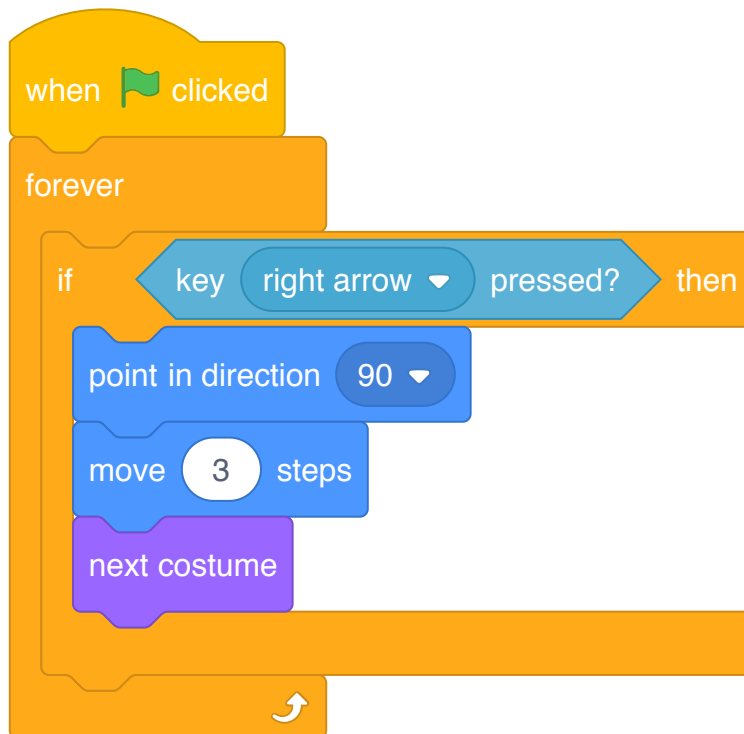 when clicked
forever
if key right arrow pressed? then
point in direction 90
move 3 steps
next costume